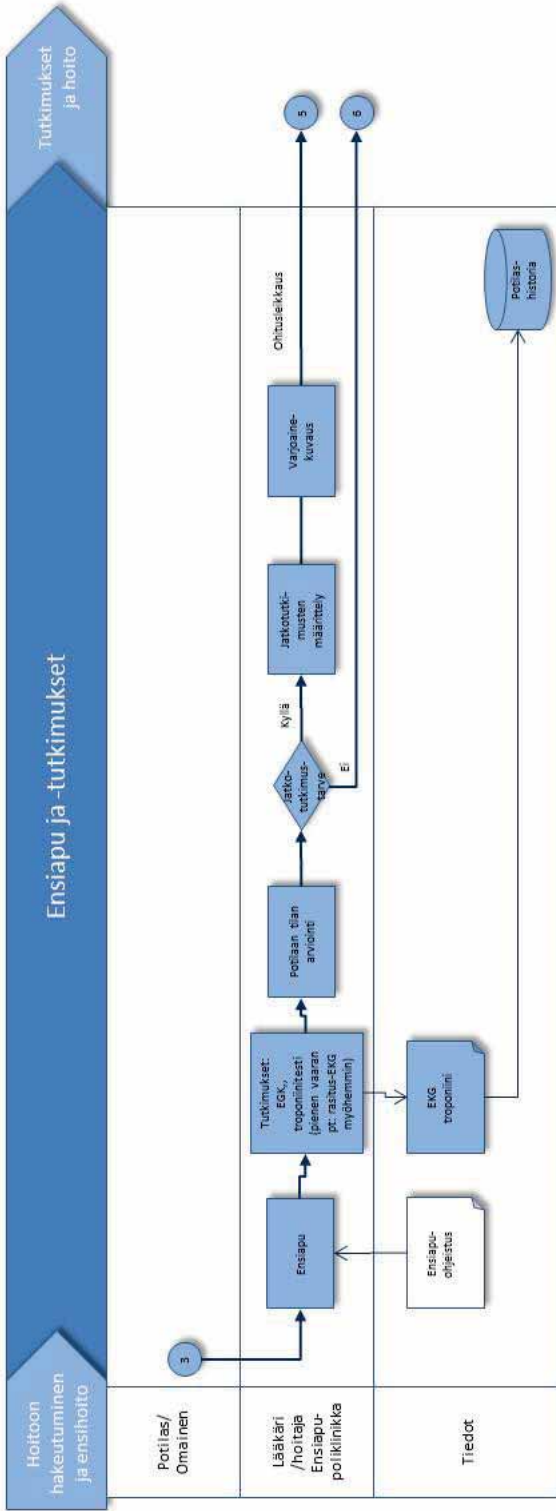 Hoitoon
hakeutuminen
ja ensihoito
Ensiapu ja -tutkimukset
Tutkimukset
ja hoito
Potilas/
Omainen
3
Lääkäri
/hoitaja
Ensiapu-
poliklinikka
Ensiapu
Tutkimukset:
EGK,,
troponiinitesti
(pienen vaaran
pt: rasitus-EKG
myöhemmin)
Potilaan tilan
arviointi
Jatko-
tutkimus-
tarve
Kyllä
Ei
Jatkotutki-
musten
määrittely
Varjoaine-
kuvaus
Ohitusleikkaus
5
6
Tiedot
Ensiapu-
ohjeistus
EKG
troponiini
Potilas-
historia